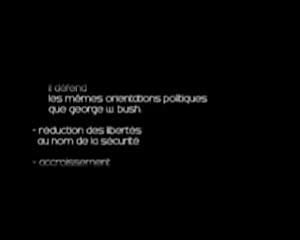 il défend
les mêmes orientations politiques
que george w. bush.
- réduction des libertés
au nom de la sécurité
- accroissement